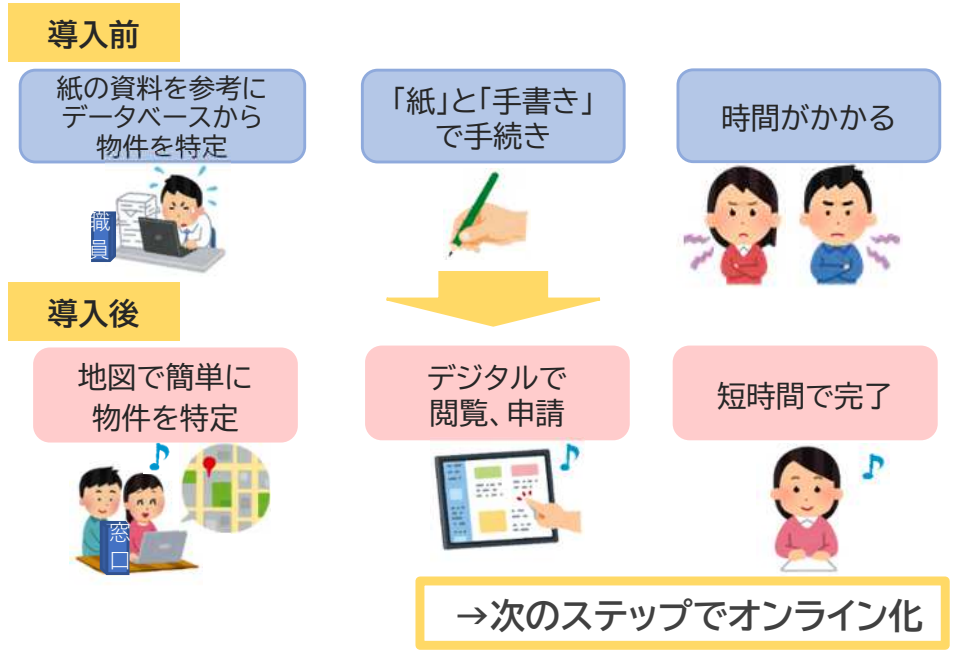 導入前
紙の資料を参考に
データベースから
物件を特定
「紙」と「手書き」
で手続き
時間がかかる
職
員
導入後
地図で簡単に
物件を特定
デジタルで
閲覧、申請
短時間で完了
窓
口
→次のステップでオンライン化